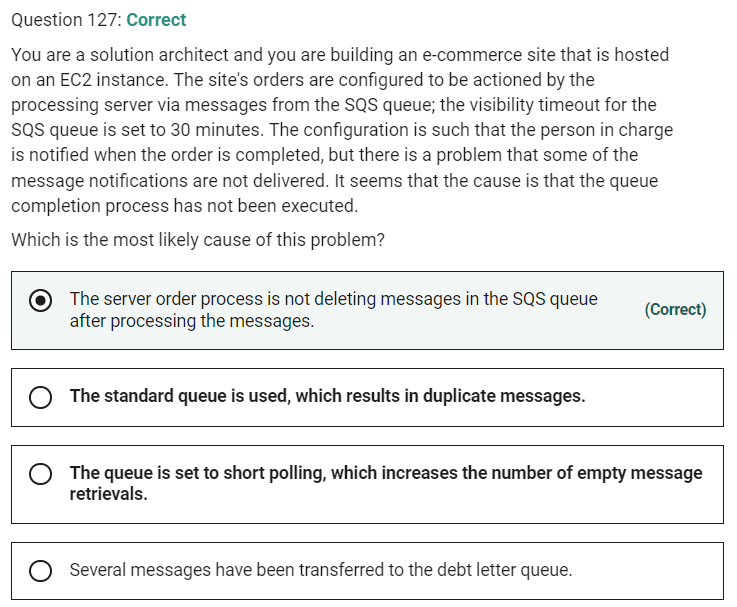 Question 127: Correct
You are a solution architect and you are building an e-commerce site that is hosted
on an EC2 instance. The site's orders are configured to be actioned by the
processing server via messages from the SQS queue; the visibility timeout for the
SQS queue is set to 30 minutes. The configuration is such that the person in charge
is notified when the order is completed, but there is a problem that some of the
message notifications are not delivered. It seems that the cause is that the queue
completion process has not been executed.
Which is the most likely cause of this problem?
The server order process is not deleting messages in the SQS queue
after processing the messages.
(Correct)
The standard queue is used, which results in duplicate messages.
The queue is set to short polling, which increases the number of empty message
retrievals.
Several messages have been transferred to the debt letter queue.